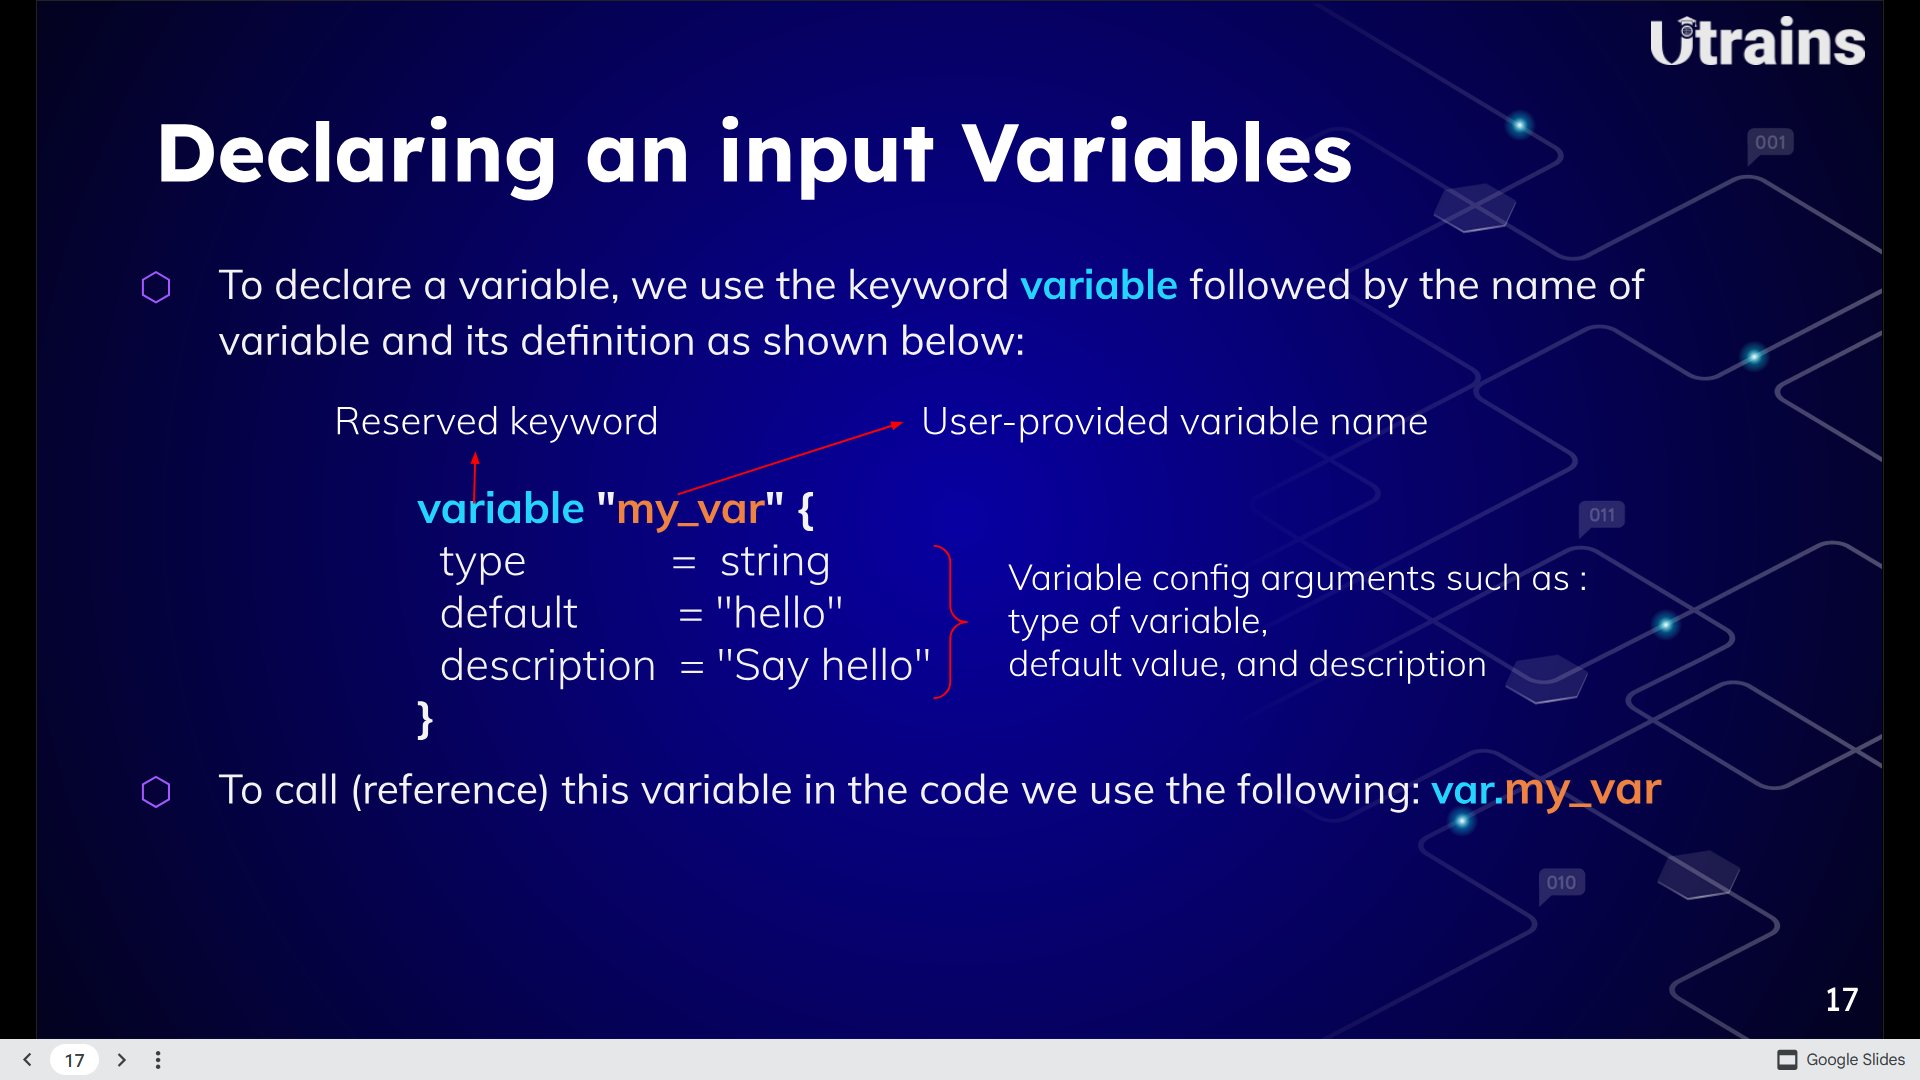 Utrains
Declaring an input Variables
001
To declare a variable, we use the keyword variable followed by the name of
variable and its definition as shown below:
Reserved keyword
User-provided variable name
variable "my_var" {
type = string
default = "hello"
description = "Say hello"
}
011
Variable config arguments such as :
type of variable,
default value, and description
To call (reference) this variable in the code we use the following: var.my_var
010
17
17
Google Slides